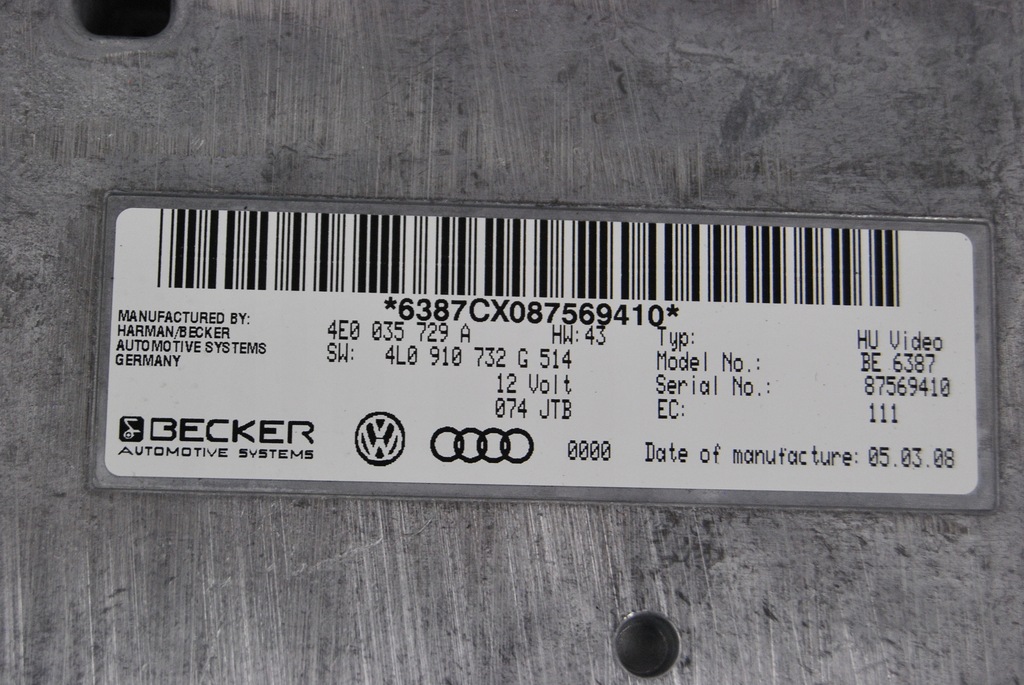 *6387CX087569410*
MANUFACTURED BY:
HARMAN/BECKER
AUTOMOTIVE SYSTEMS
GERMANY
4E0 035 729 A HW:43
SW: 4L0 910 732 G 514
12 Volt
074 JTB
Typ: HU Video
Model No.: BE 6387
Serial No.: 87569410
EC: 111
BECKER
AUTOMOTIVE SYSTEMS
VW
0000
Date of manufacture: 05.03.08